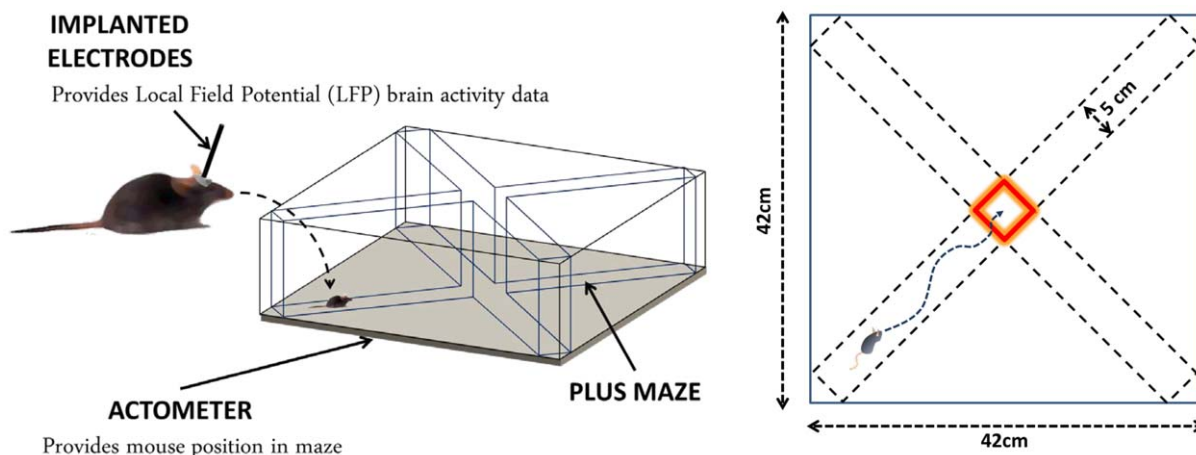 IMPLANTED
ELECTRODES
Provides Local Field Potential (LFP) brain activity data
PLUS MAZE
ACTOMETER
Provides mouse position in maze
5 cm
42cm
42cm